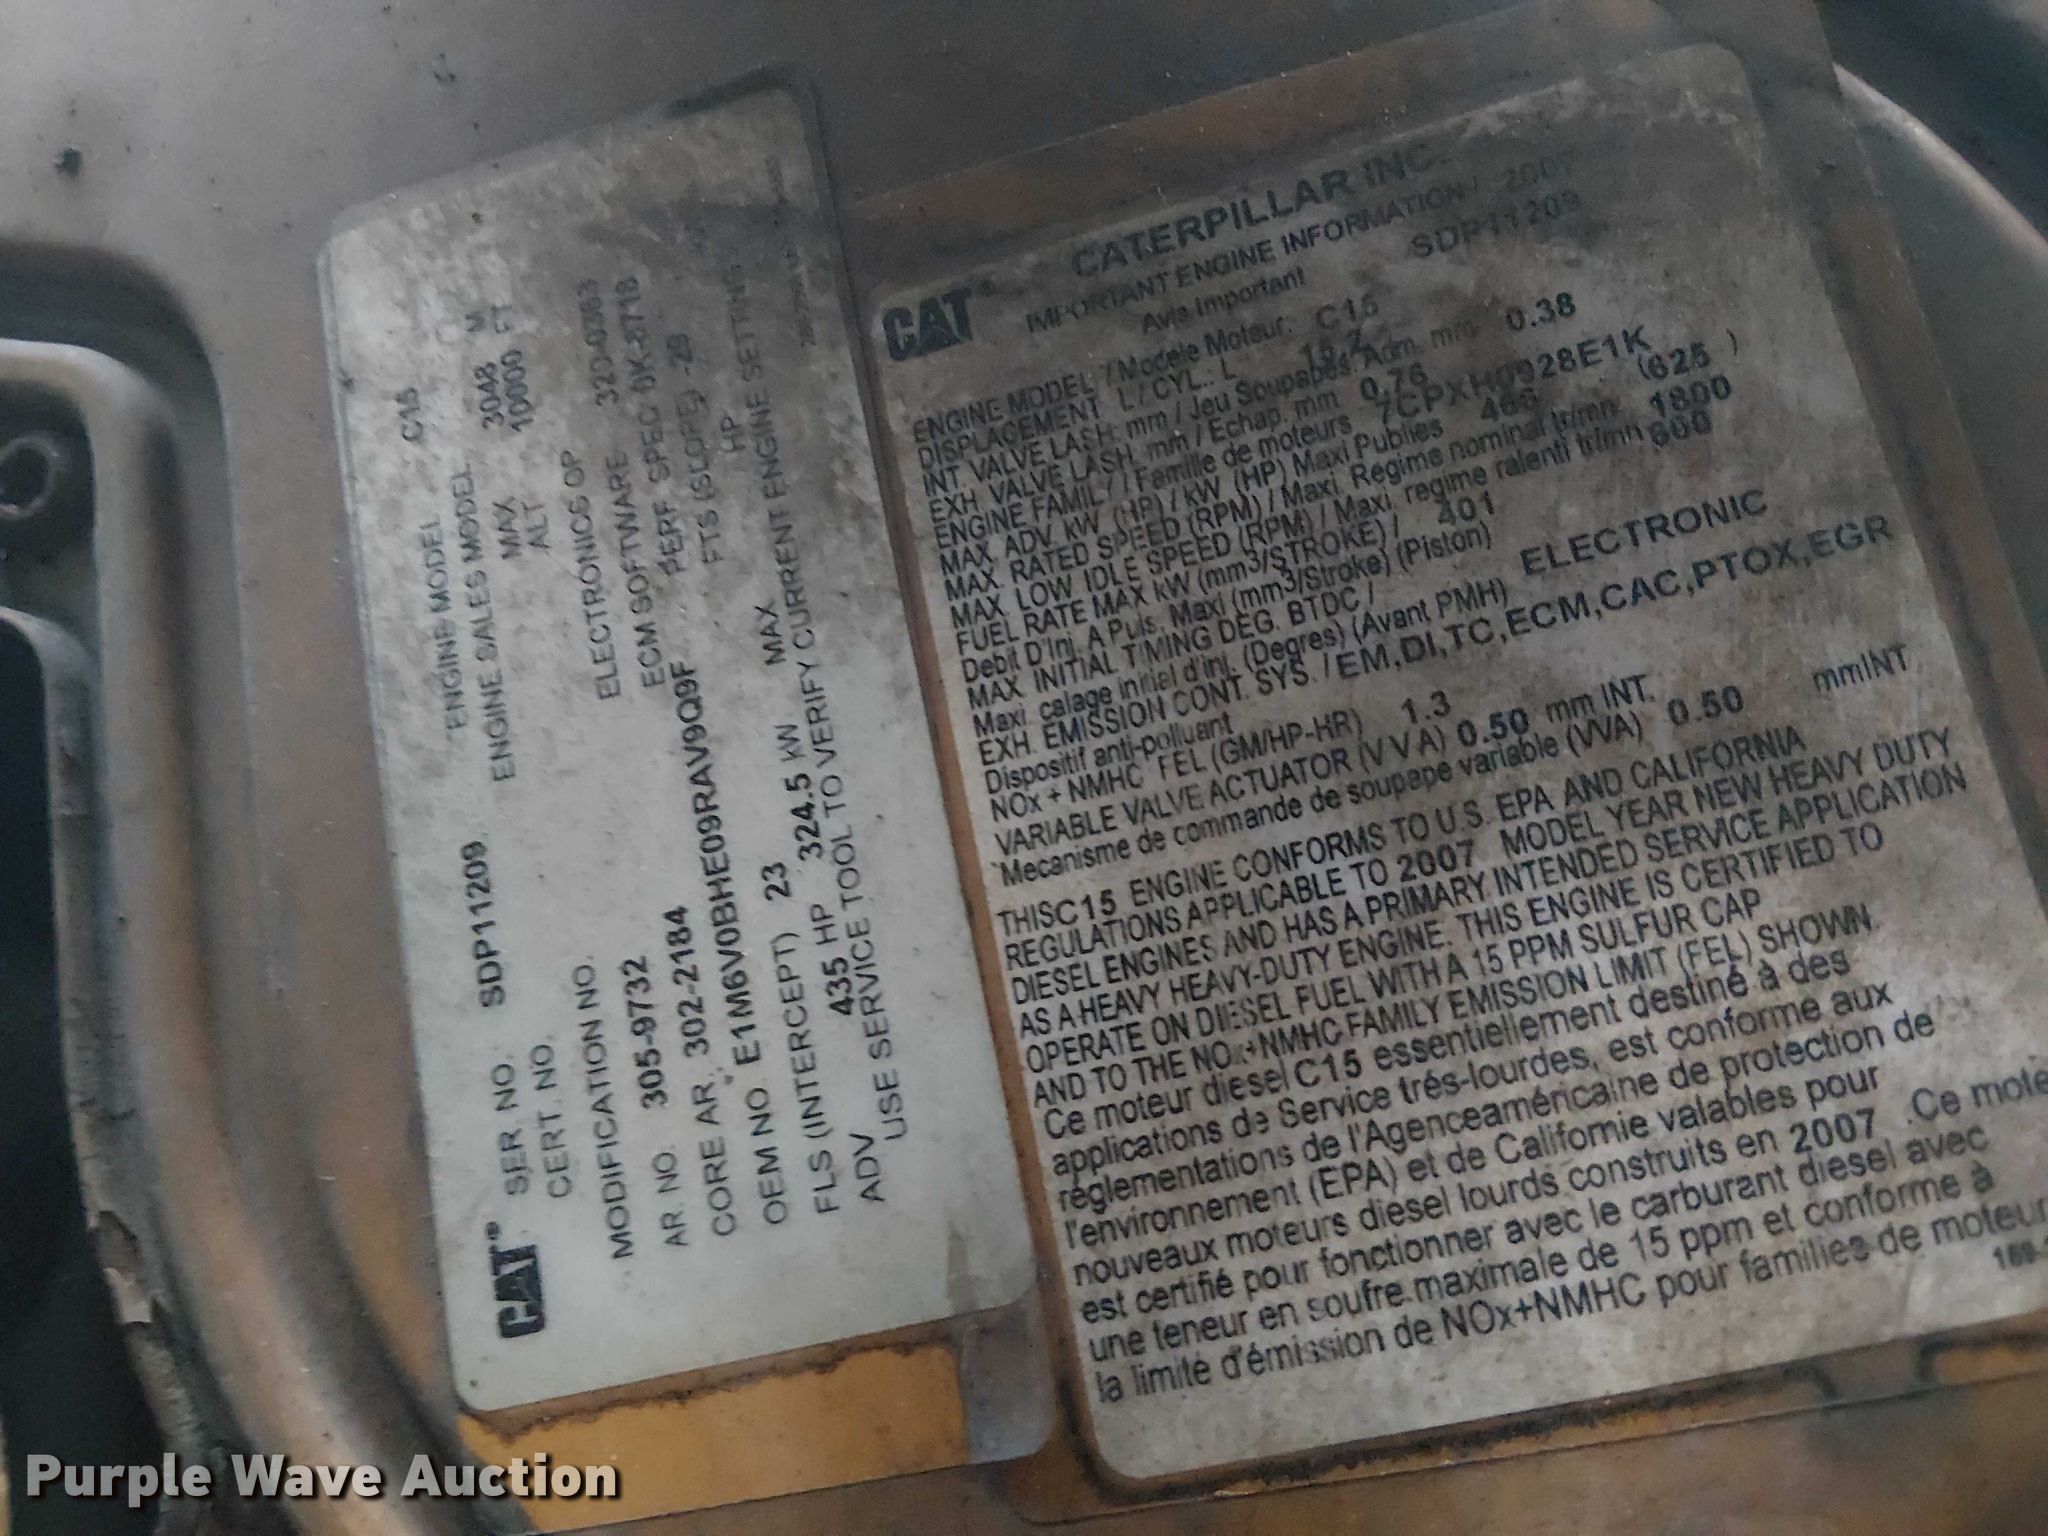 CAT®
SER NO. SDP11209 ENGINE MODEL C15
CERT. NO. ENGINE SALES MODEL
MAX 3048 M
ALT 10000 FT
MODIFICATION NO. ELECTRONICS OP
305-9732 ELECTRONICS
AR NO. 302-2184 ECM SOFTWARE
CORE AR. PERF SPEC 0K-8718
E1M6V0BHE09RAV9Q9F FTS (SLOPE) -29
OEM NO
FLS (INTERCEPT) 23 MAX HP
435 HP 324.5 kW
ADV MAX CURRENT ENGINE
USE SERVICE TOOL TO VERIFY CURRENT ENGINE SETTING
CAT®
CATERPILLAR INC.
IMPORTANT ENGINE INFORMATION
Avis Important SDP11209
ENGINE MODEL: / Modele Moteur: C15
DISPLACEMENT L / CYL.: L 15.2
INT. VALVE LASH: mm / Jeu Soupapes: Adm. mm 0.38
EXH. VALVE LASH: mm / Echap. mm 0.76
ENGINE FAMILY / Famille de moteurs 7CPXH0928E1K
MAX. ADV. kW (HP) / kW (HP) Maxi Publies 466 (625 )
MAX. RATED SPEED (RPM) / Maxi. Regime nominal tr/mn 1800
MAX. LOW IDLE SPEED (RPM) / Maxi. regime ralenti tr/mn 600
FUEL RATE MAX kW (mm3/STROKE) / 401
Debit D'inj. A Puis. Maxi (mm3/Stroke) (Piston)
MAX. INITIAL TIMING DEG. BTDC / ELECTRONIC
Maxi. calage initiel d'inj. (Degres) (Avant PMH)
EXH. EMISSION CONT. SYS. / EM,DI,TC,ECM,CAC,PTOX,EGR
Dispositif anti-polluant
NOx + NMHC FEL (GM/HP-HR) 1.3
VARIABLE VALVE ACTUATOR (V V A) 0.50 mm INT.
Mecanisme de commande de soupape variable (VVA) 0.50 mmINT
THISC15 ENGINE CONFORMS TO U.S. EPA AND CALIFORNIA
REGULATIONS APPLICABLE TO 2007 MODEL YEAR NEW HEAVY DUTY
DIESEL ENGINES AND HAS A PRIMARY INTENDED SERVICE APPLICATION
AS A HEAVY HEAVY-DUTY ENGINE. THIS ENGINE IS CERTIFIED TO
OPERATE ON DIESEL FUEL WITH A 15 PPM SULFUR CAP
AND TO THE NOx+NMHC FAMILY EMISSION LIMIT (FEL) SHOWN.
Ce moteur diesel C15 essentiellement destiné à des
applications de Service trés-lourdes, est conforme aux
réglementations de l'Agenceaméricaine de protection de
l'environnement (EPA) et de Californie valables pour
nouveaux moteurs diesel lourds construits en 2007 .Ce mote
est certifié pour fonctionner avec le carburant diesel avec
une teneur en soufre maximale de 15 ppm et conforme à
la limite d'émission de NOx+NMHC pour familles de moteur
Purple Wave Auction